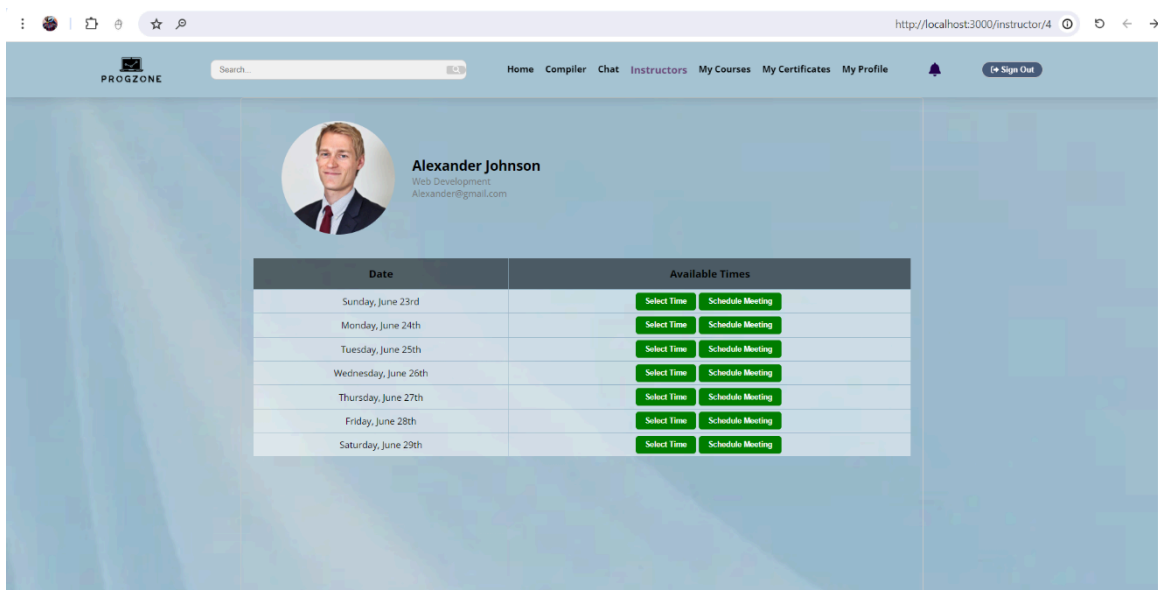 http://localhost:3000/instructor/4
PROGZONE
Search...
Home Compiler Chat Instructors My Courses My Certificates My Profile
Sign Out
Alexander Johnson
Web Development
Alexander@gmail.com
Date Available Times
Sunday, June 23rd Select Time Schedule Meeting
Monday, June 24th Select Time Schedule Meeting
Tuesday, June 25th Select Time Schedule Meeting
Wednesday, June 26th Select Time Schedule Meeting
Thursday, June 27th Select Time Schedule Meeting
Friday, June 28th Select Time Schedule Meeting
Saturday, June 29th Select Time Schedule Meeting